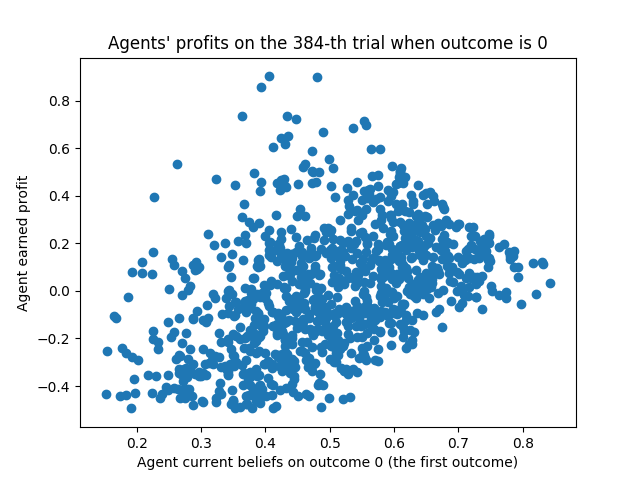 Agents' profits on the 384-th trial when outcome is 0
0.8
0.6
0.4
0.2
0.0
−0.2
−0.4
Agent earned profit
0.2 0.3 0.4 0.5 0.6 0.7 0.8
Agent current beliefs on outcome 0 (the first outcome)